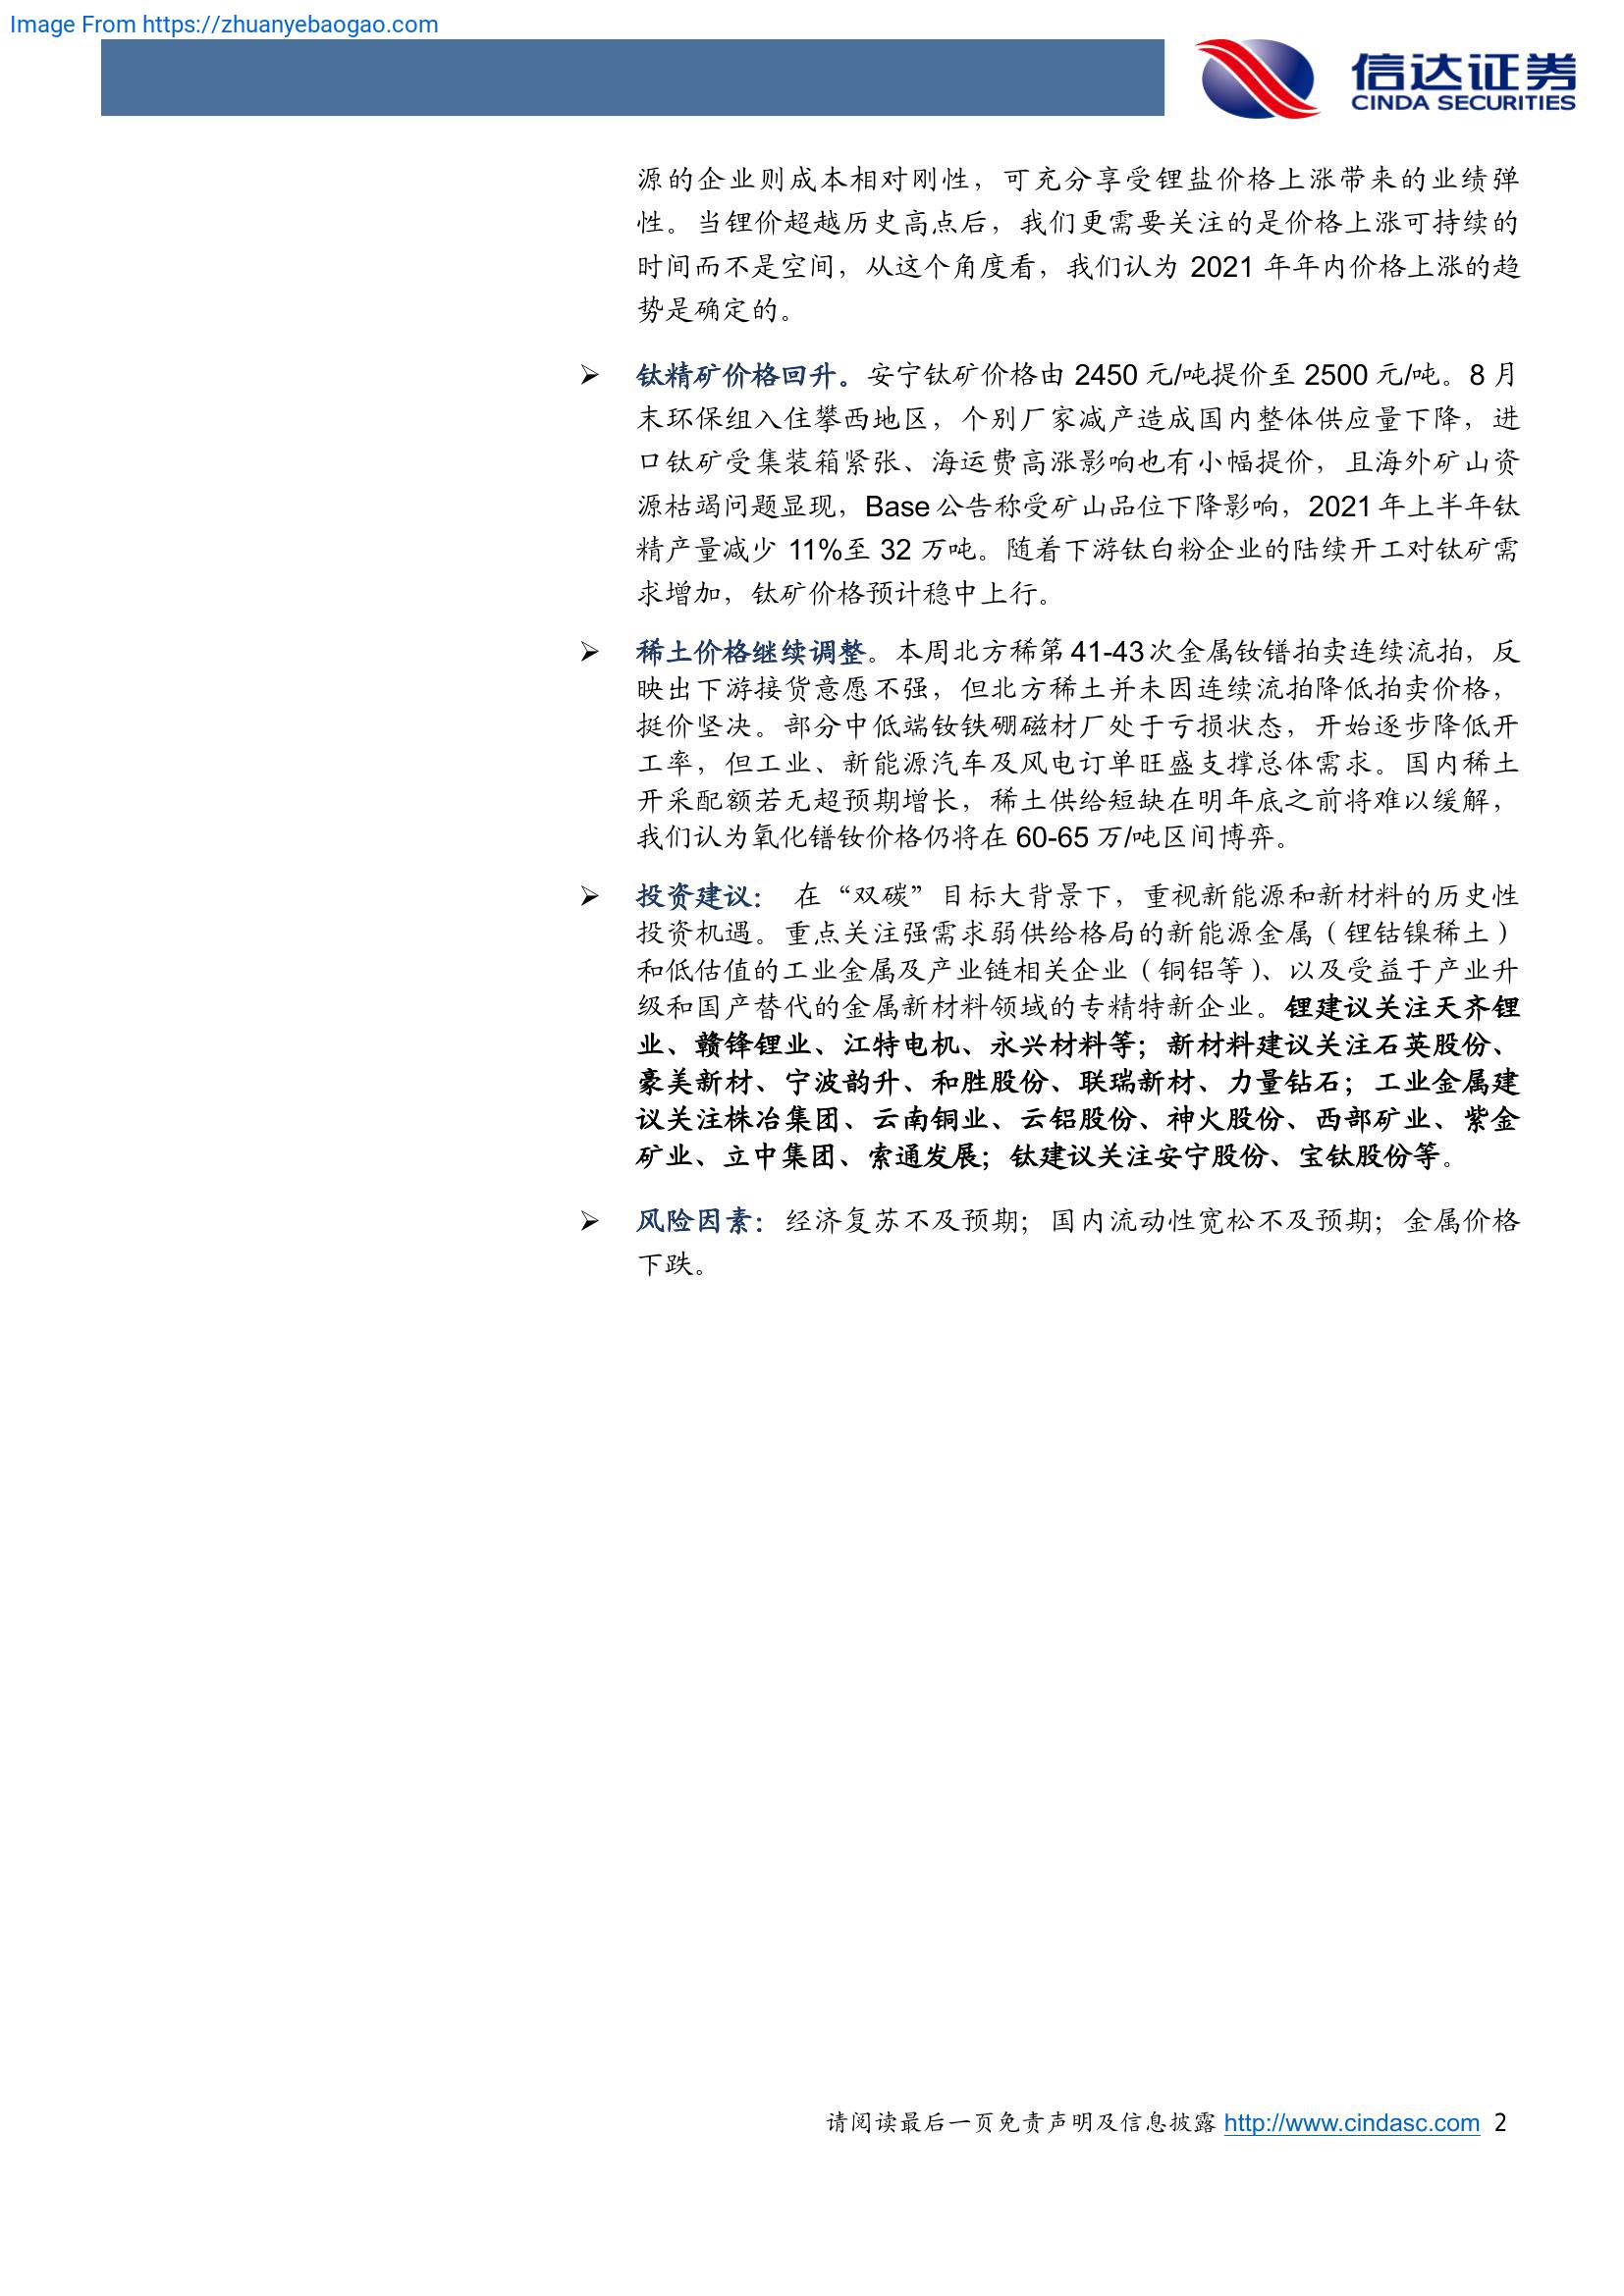 Image From https://zhuanyebaogao.com
信达证券
CINDA SECURITIES
源的企业则成本相对刚性，可充分享受锂盐价格上涨带来的业绩弹
性。当锂价超越历史高点后，我们更需要关注的是价格上涨可持续的
时间而不是空间，从这个角度看，我们认为 2021 年年内价格上涨的趋
势是确定的。
➢ 钛精矿价格回升。安宁钛矿价格由 2450 元/吨提价至 2500 元/吨。8 月
末环保组入住攀西地区，个别厂家减产造成国内整体供应量下降，进
口钛矿受集装箱紧张、海运费高涨影响也有小幅提价，且海外矿山资
源枯竭问题显现，Base 公告称受矿山品位下降影响，2021 年上半年钛
精产量减少 11%至 32 万吨。随着下游钛白粉企业的陆续开工对钛矿需
求增加，钛矿价格预计稳中上行。
➢ 稀土价格继续调整。本周北方稀第 41-43 次金属钕镨拍卖连续流拍，反
映出下游接货意愿不强，但北方稀土并未因连续流拍降低拍卖价格，
挺价坚决。部分中低端钕铁硼磁材厂处于亏损状态，开始逐步降低开
工率，但工业、新能源汽车及风电订单旺盛支撑总体需求。国内稀土
开采配额若无超预期增长，稀土供给短缺在明年底之前将难以缓解，
我们认为氧化镨钕价格仍将在 60-65 万/吨区间博弈。
➢ 投资建议： 在“双碳”目标大背景下，重视新能源和新材料的历史性
投资机遇。重点关注强需求弱供给格局的新能源金属（锂钴镍稀土）
和低估值的工业金属及产业链相关企业（铜铝等）、以及受益于产业升
级和国产替代的金属新材料领域的专精特新企业。锂建议关注天齐锂
业、赣锋锂业、江特电机、永兴材料等；新材料建议关注石英股份、
豪美新材、宁波韵升、和胜股份、联瑞新材、力量钻石；工业金属建
议关注株冶集团、云南铜业、云铝股份、神火股份、西部矿业、紫金
矿业、立中集团、索通发展；钛建议关注安宁股份、宝钛股份等。
➢ 风险因素：经济复苏不及预期；国内流动性宽松不及预期；金属价格
下跌。
请阅读最后一页免责声明及信息披露 http://www.cindasc.com 2